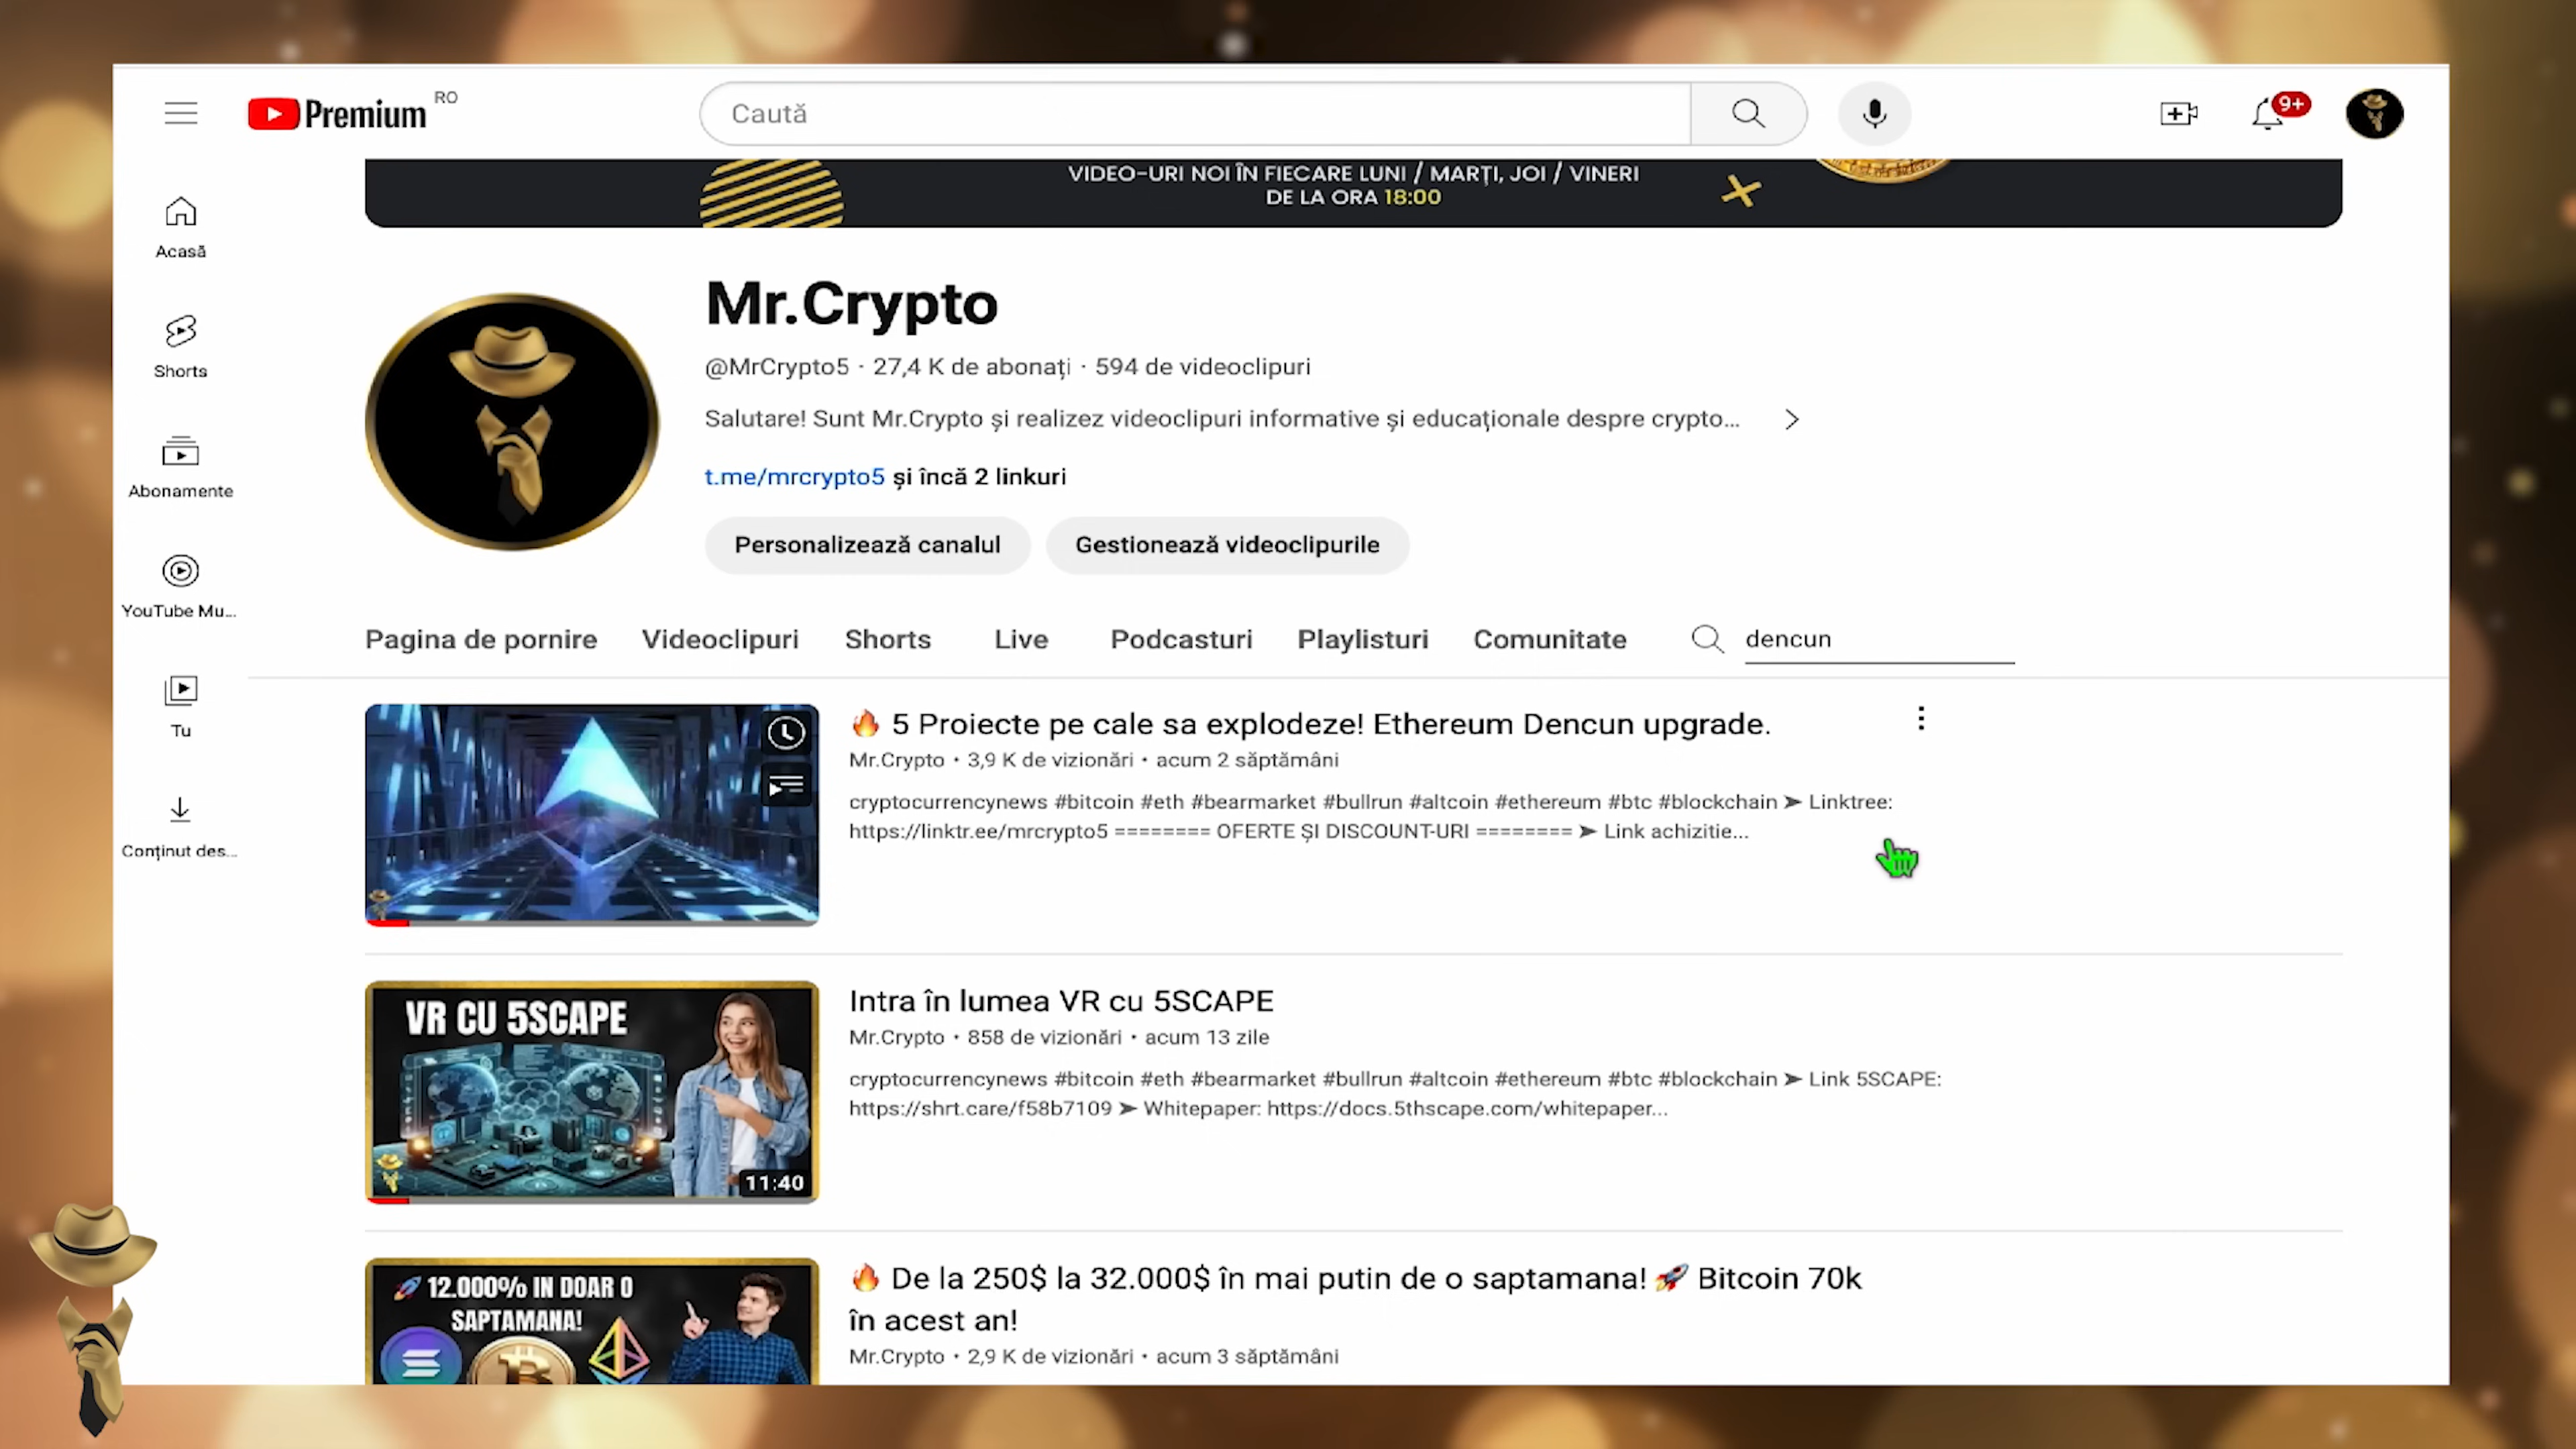 Premium RO
Caută
9+
VIDEO-URI NOI ÎN FIECARE LUNI / MARȚI, JOI / VINERI
DE LA ORA 18:00
Acasă
Shorts
Abonamente
YouTube Mu...
Tu
Conținut des...
Mr.Crypto
@MrCrypto5 · 27,4 K de abonați · 594 de videoclipuri
Salutare! Sunt Mr.Crypto și realizez videoclipuri informative și educaționale despre crypto...
t.me/mrcrypto5 și încă 2 linkuri
Personalizează canalul Gestionează videoclipurile
Pagina de pornire Videoclipuri Shorts Live Podcasturi Playlisturi Comunitate dencun
🔥 5 Proiecte pe cale sa explodeze! Ethereum Dencun upgrade.
Mr.Crypto • 3,9 K de vizionări • acum 2 săptămâni
cryptocurrencynews #bitcoin #eth #bearmarket #bullrun #altcoin #ethereum #btc #blockchain ➤ Linktree:
https://linktr.ee/mrcrypto5 ======== OFERTE ȘI DISCOUNT-URI ======== ➤ Link achizitie...
VR CU 5SCAPE
11:40
Intra în lumea VR cu 5SCAPE
Mr.Crypto • 858 de vizionări • acum 13 zile
cryptocurrencynews #bitcoin #eth #bearmarket #bullrun #altcoin #ethereum #btc #blockchain ➤ Link 5SCAPE:
https://shrt.care/f58b7109 ➤ Whitepaper: https://docs.5thscape.com/whitepaper...
🚀 12.000% IN DOAR O
SAPTAMANA!
🔥 De la 250$ la 32.000$ în mai putin de o saptamana! 🚀 Bitcoin 70k
în acest an!
Mr.Crypto • 2,9 K de vizionări • acum 3 săptămâni